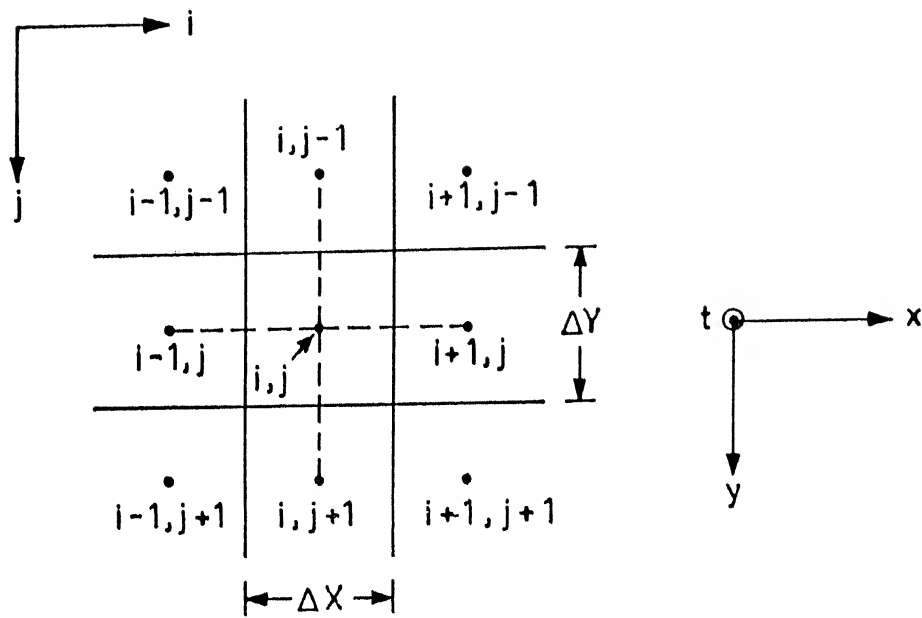 i
j
i,j-1
i-1,j-1
i+1,j-1
ΔY
t
x
i-1,j
i,j
i+1,j
y
i-1,j+1
i,j+1
i+1,j+1
ΔX